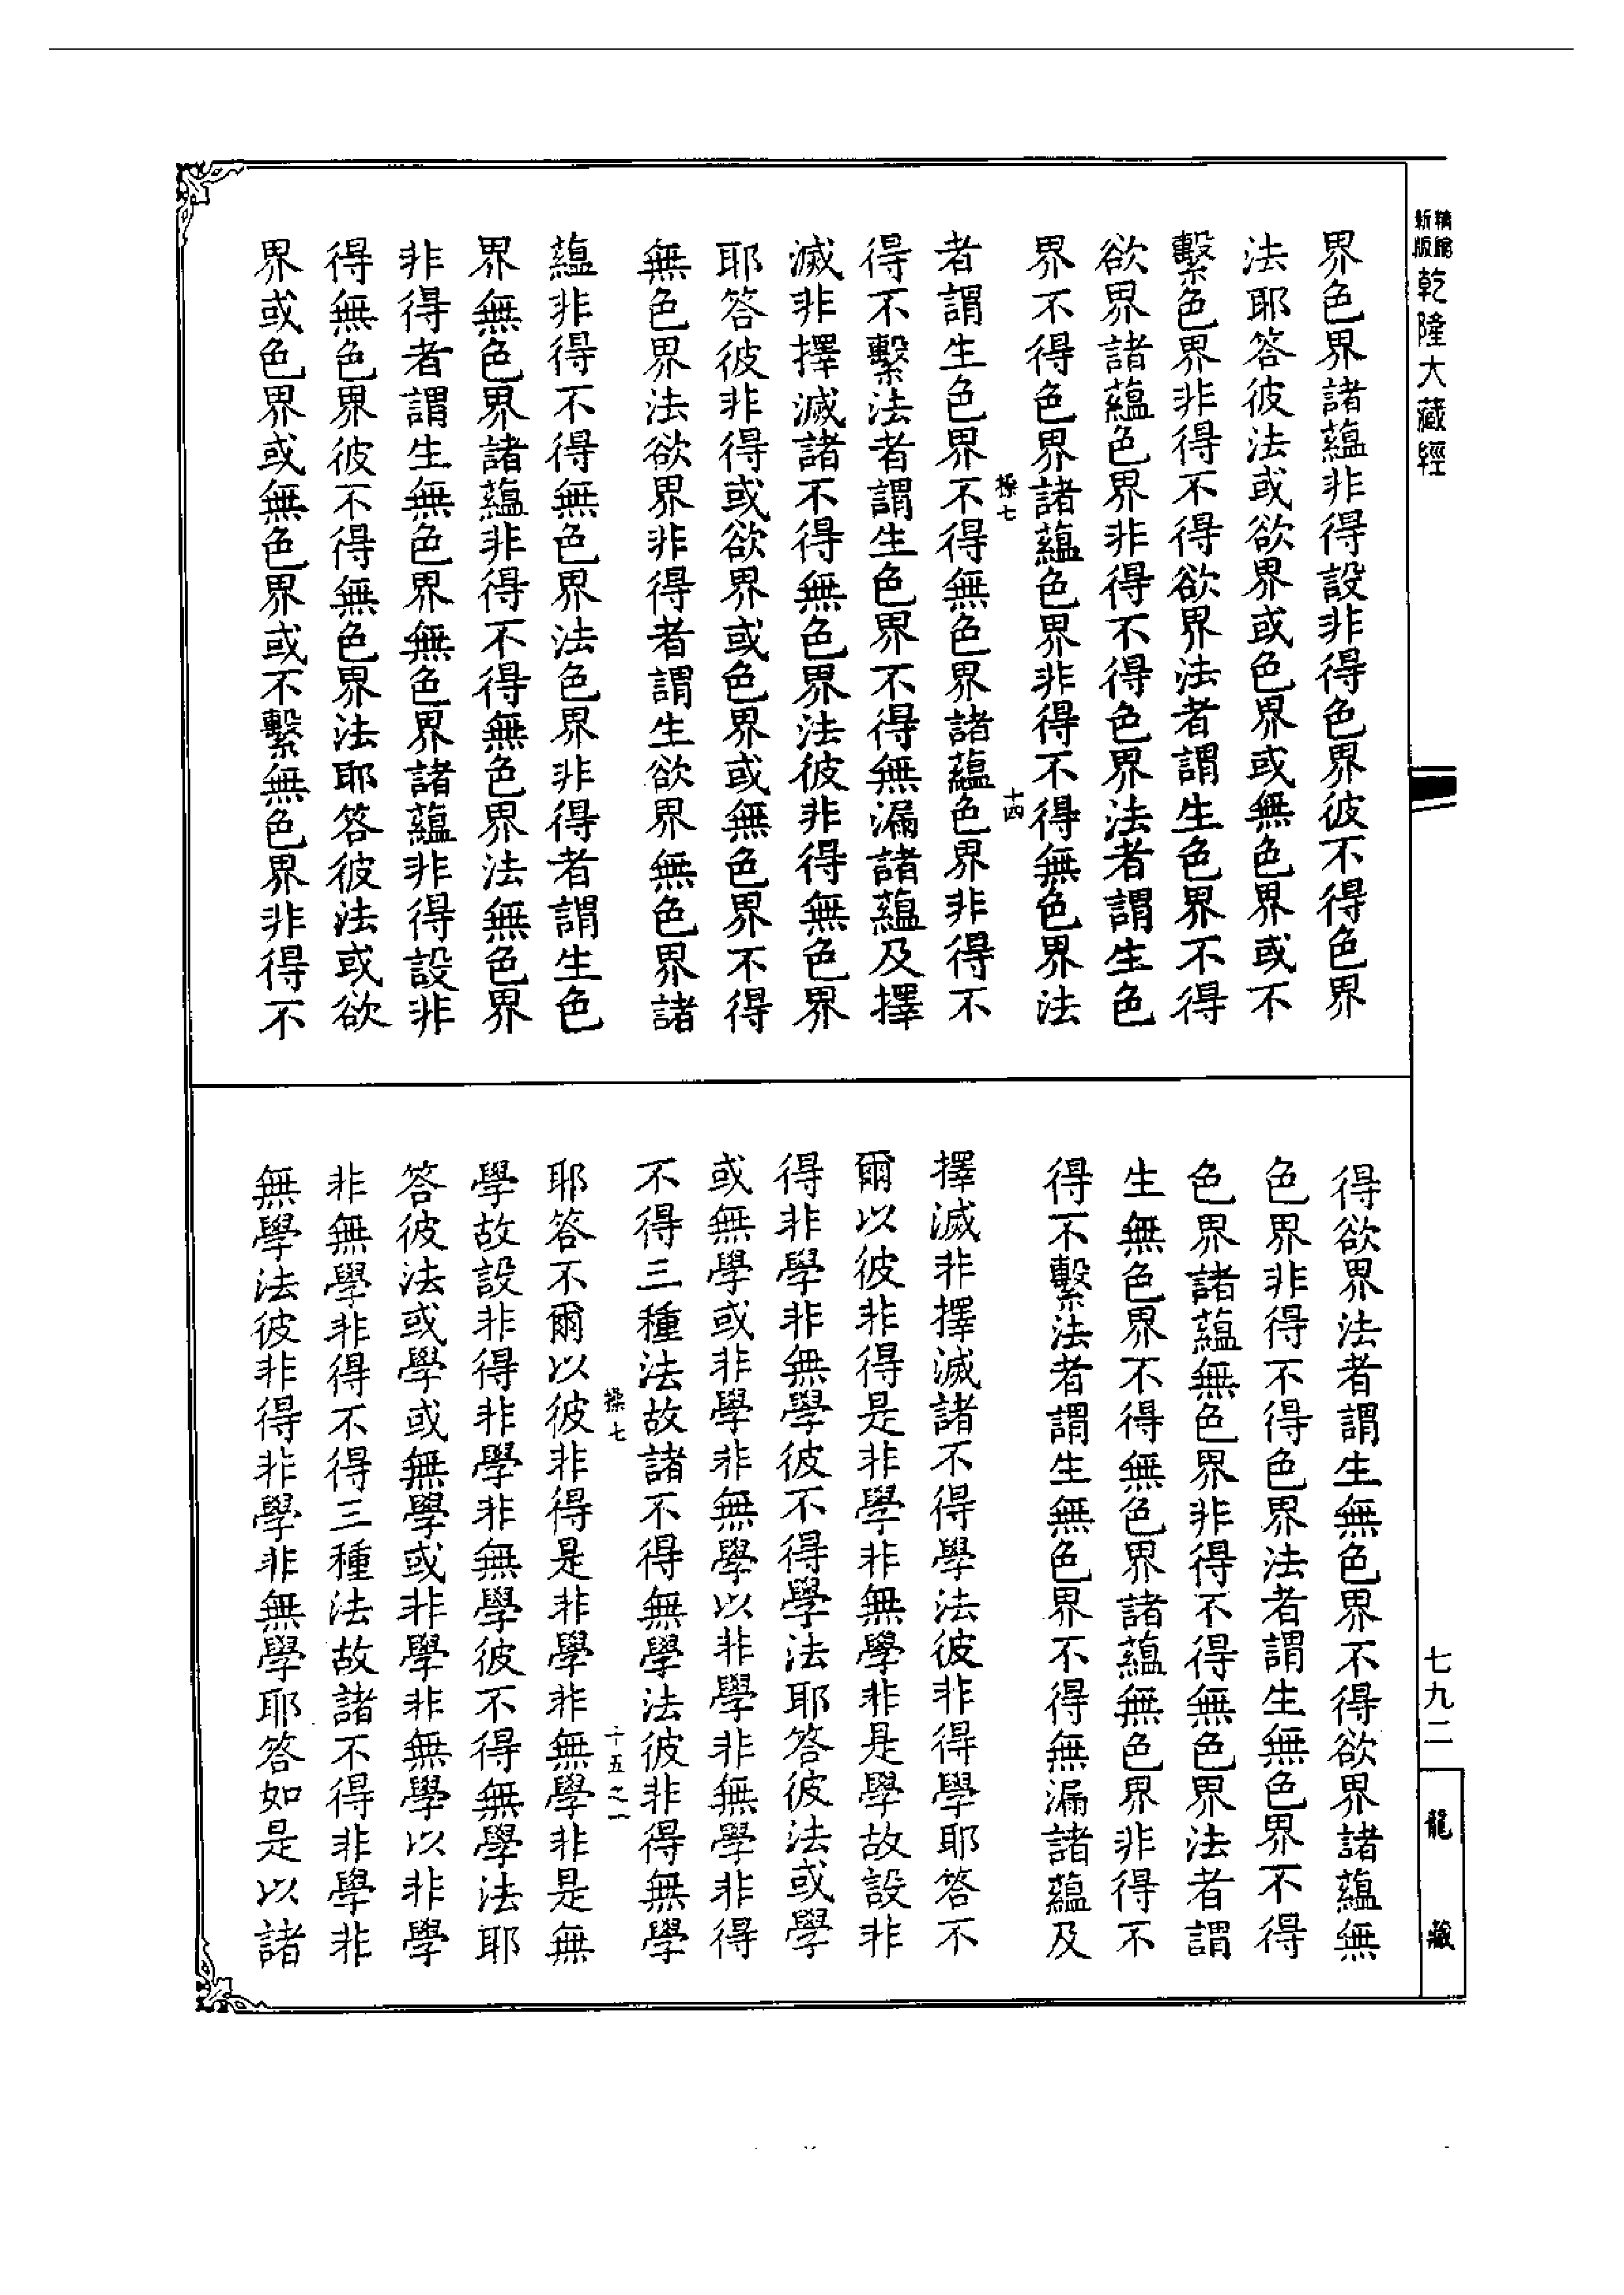 精縮新版乾隆大藏經
界色界諸蘊非得設非得色界彼不得色界
法耶答彼法或欲界或色界或無色界或不
繫色界非得不得欲界法者謂生色界不得
欲界諸蘊色界非得不得色界法者謂生色
界不得色界諸蘊色界非得不得無色界法
操七 十四
者謂生色界不得無色界諸蘊色界非得不
得不繫法者謂生色界不得無漏諸蘊及擇
滅非擇滅諸不得無色界法彼非得無色界
耶答彼非得或欲界或色界或無色界不得
無色界法欲界非得者謂生欲界無色界諸
蘊非得不得無色界法色界非得者謂生色
界無色界諸蘊非得不得無色界法無色界
非得者謂生無色界無色界諸蘊非得設非
得無色界彼不得無色界法耶答彼法或欲
界或色界或無色界或不繫無色界非得不
得欲界法者謂生無色界不得欲界諸蘊無
色界非得不得色界法者謂生無色界不得
色界諸蘊無色界非得不得無色界法者謂
生無色界不得無色界諸蘊無色界非得不
得不繫法者謂生無色界不得無漏諸蘊及
擇滅非擇滅諸不得學法彼非得學耶答不
爾以彼非得是非學非無學非是學故設非
得非學非無學彼不得學法耶答彼法或學
或無學或非學非無學以非學非無學非得
不得三種法故諸不得無學法彼非得無學
操七 十五之一
耶答不爾以彼非得是非學非無學非是無
學故設非得非學非無學彼不得無學法耶
答彼法或學或無學或非學非無學以非學
非無學非得不得三種法故諸不得非學非
無學法彼非得非學非無學耶答如是以諸
七九二
龍藏